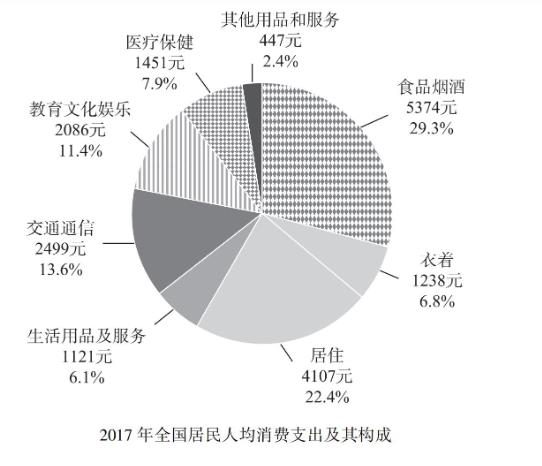 其他用品和服务
447元
2.4%
医疗保健
1451元
7.9%
食品烟酒
5374元
29.3%
教育文化娱乐
2086元
11.4%
交通通信
2499元
13.6%
衣着
1238元
6.8%
生活用品及服务
1121元
6.1%
居住
4107元
22.4%
2017 年全国居民人均消费支出及其构成